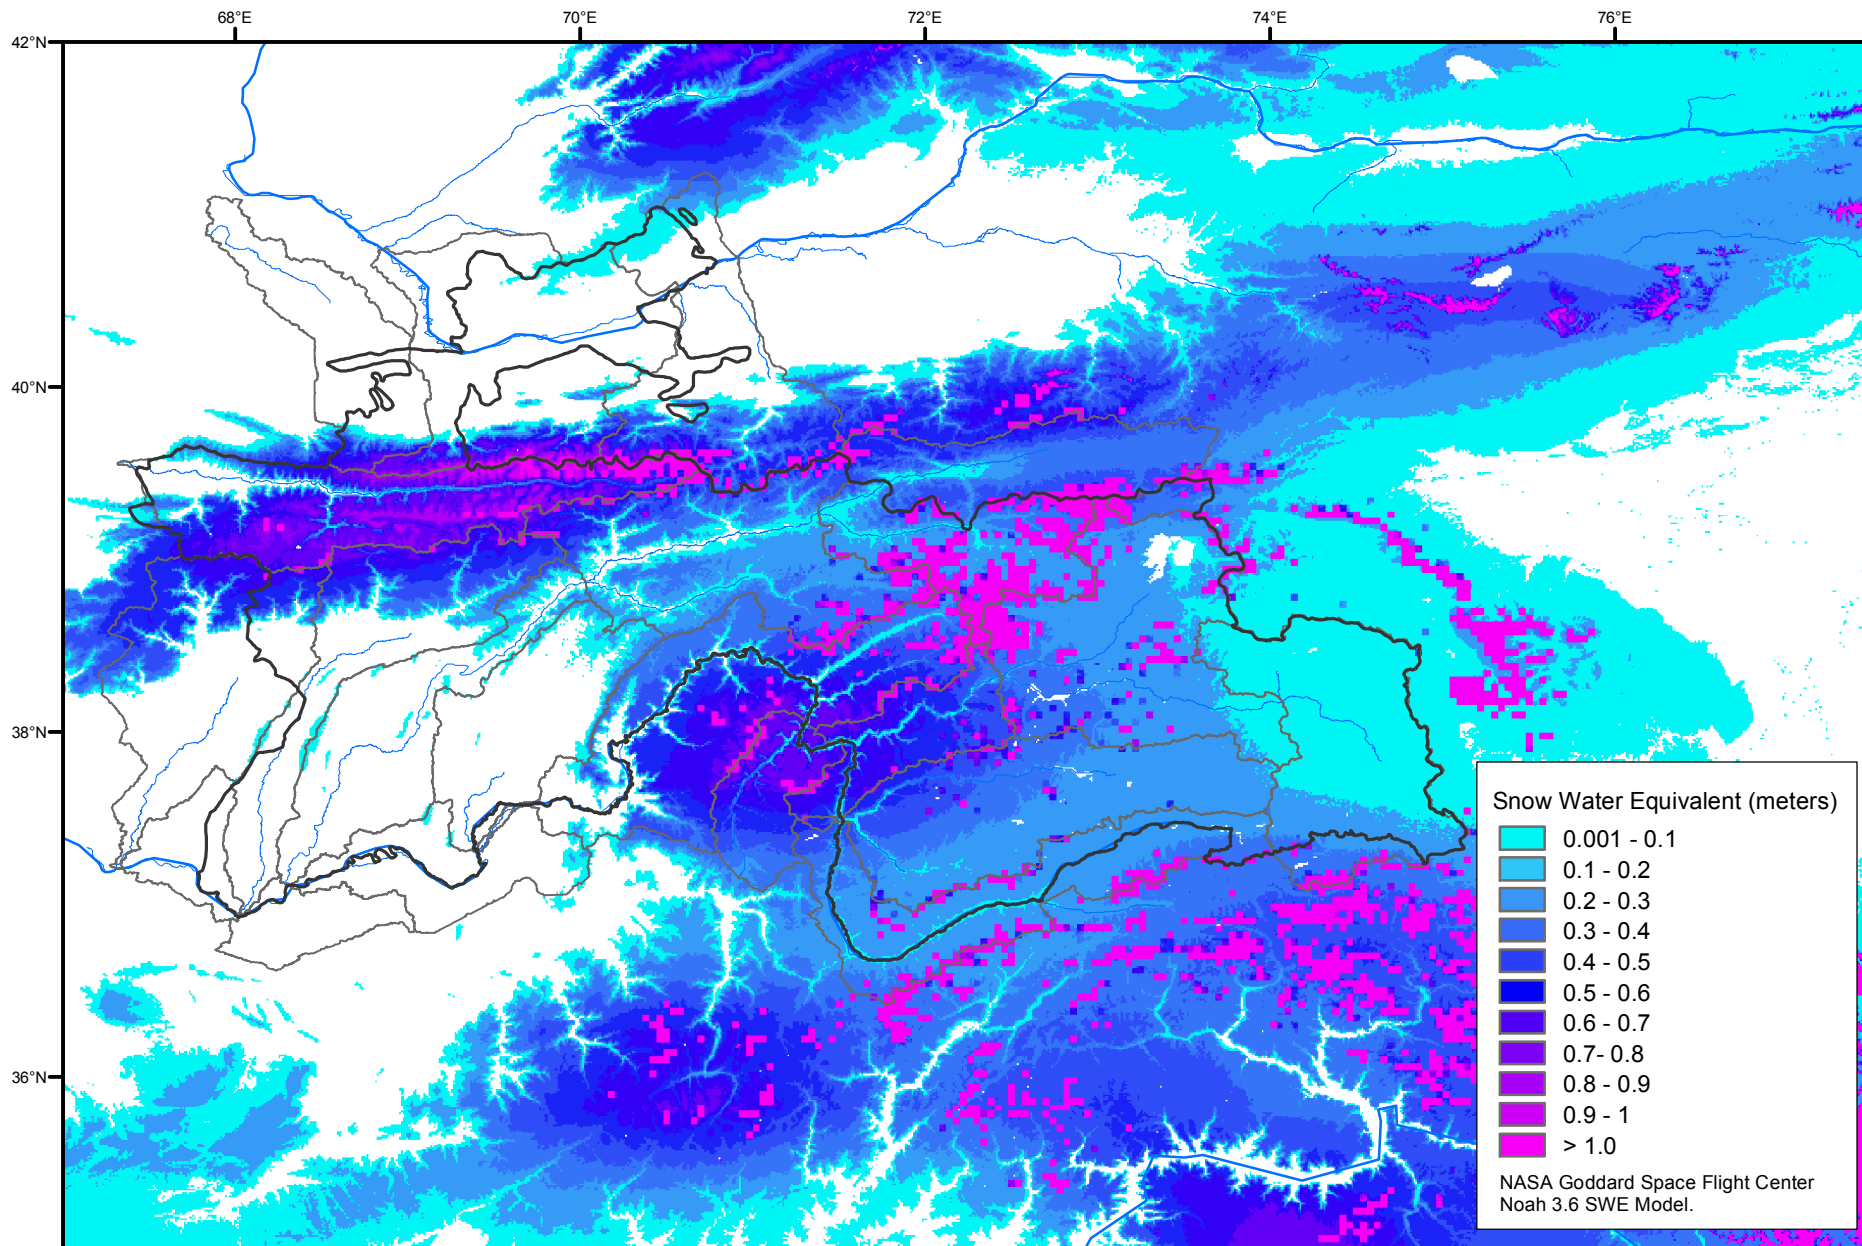 68°E 70°E 72°E 74°E 76°E
42°N
40°N
38°N
36°N
Snow Water Equivalent (meters)
0.001 - 0.1
0.1 - 0.2
0.2 - 0.3
0.3 - 0.4
0.4 - 0.5
0.5 - 0.6
0.6 - 0.7
0.7- 0.8
0.8 - 0.9
0.9 - 1
> 1.0
NASA Goddard Space Flight Center
Noah 3.6 SWE Model.